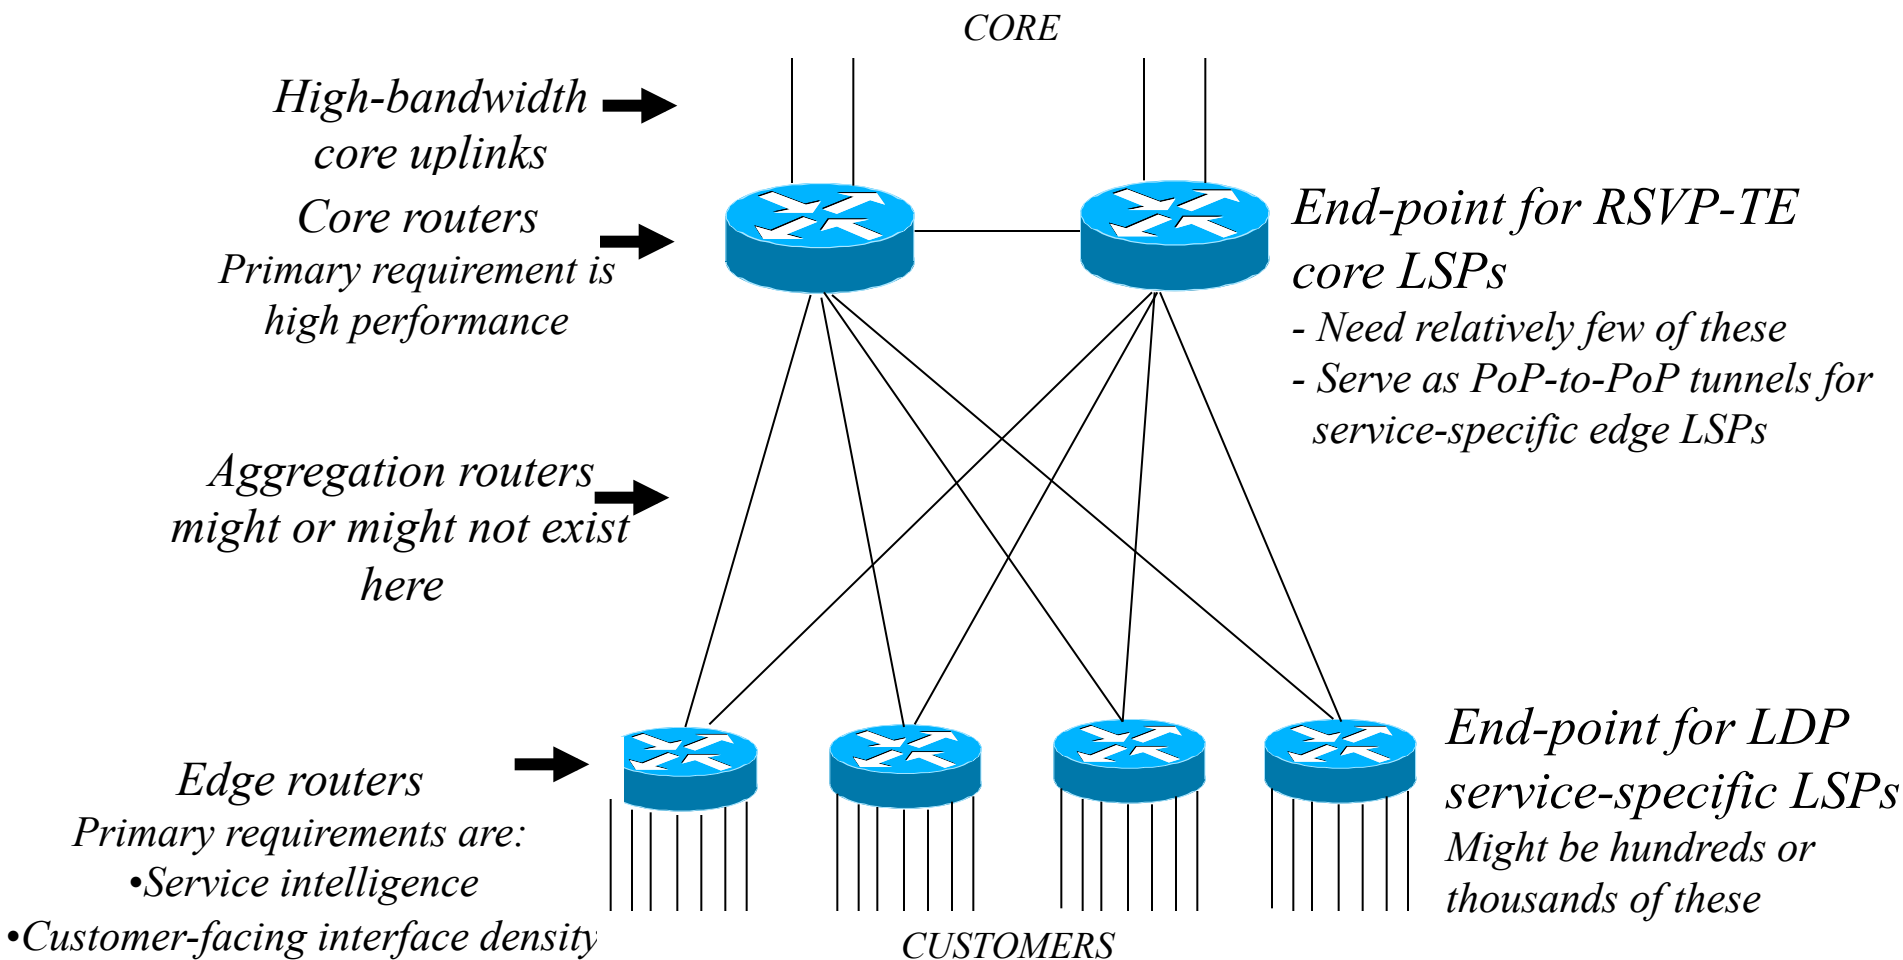 CORE
High-bandwidth
core uplinks
Core routers
Primary requirement is
high performance
End-point for RSVP-TE
core LSPs
- Need relatively few of these
- Serve as PoP-to-PoP tunnels for
service-specific edge LSPs
Aggregation routers
might or might not exist
here
Edge routers
Primary requirements are:
•Service intelligence
•Customer-facing interface density
End-point for LDP
service-specific LSPs
Might be hundreds or
thousands of these
CUSTOMERS